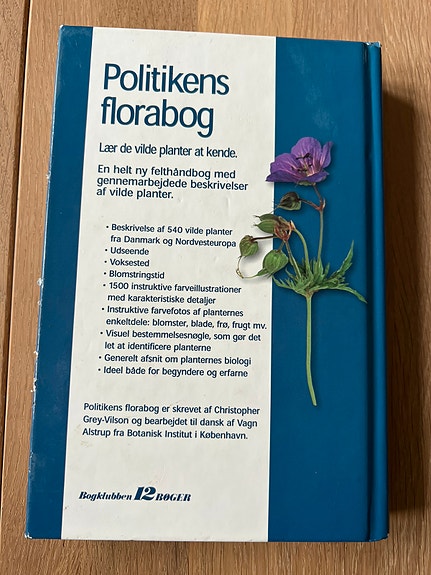 Politikens
florabog
Lær de vilde planter at kende.
En helt ny felthåndbog med
gennemarbejdede beskrivelser
af vilde planter.
• Beskrivelse af 540 vilde planter
fra Danmark og Nordvesteuropa
• Udseende
• Voksested
• Blomstringstid
• 1500 instruktive farveillustrationer
med karakteristiske detaljer
• Instruktive farvefotos af planternes
enkeltdele: blomster, blade, frø, frugt mv.
• Visuel bestemmelsesnøgle, som gør det
let at identificere planterne
• Generelt afsnit om planternes biologi
• Ideel både for begyndere og erfarne
Politikens florabog er skrevet af Christopher
Grey-Vilson og bearbejdet til dansk af Vagn
Alstrup fra Botanisk Institut i København.
Bogklubben 12 BØGER